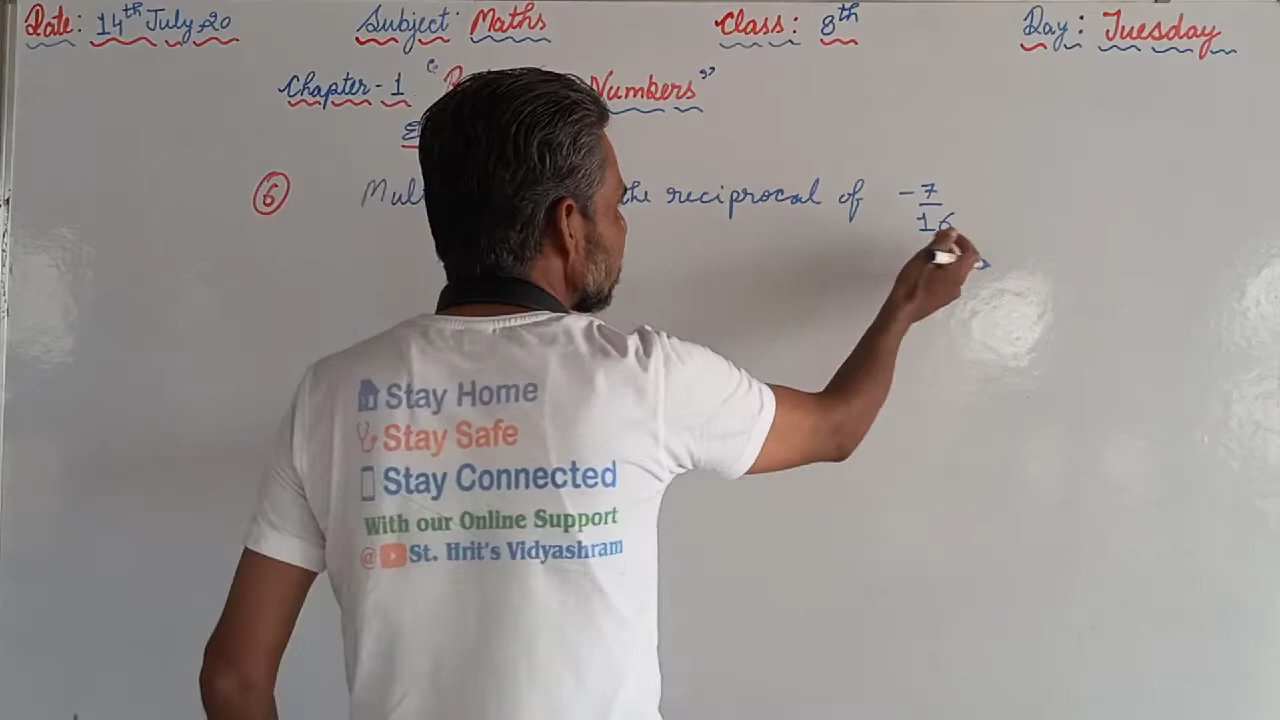 Date: 14th July, 20 Subject: Maths Class: 8th Day: Tuesday
Chapter-1 " Numbers"
6 the reciprocal of -7/16
Stay Home
Stay Safe
Stay Connected
With our Online Support
@ St. Hrit's Vidyashram